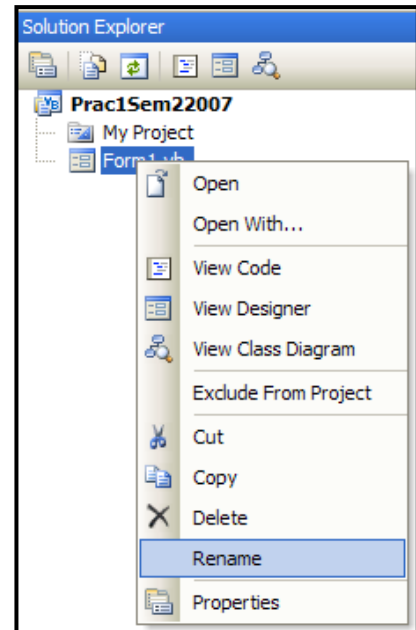 Solution Explorer
Prac1Sem22007
My Project
Form1.vb
Open
Open With...
View Code
View Designer
View Class Diagram
Exclude From Project
Cut
Copy
Delete
Rename
Properties